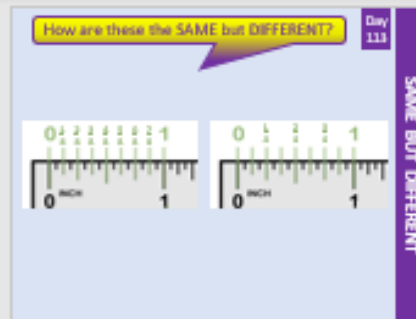 How are these the SAME but DIFFERENT?
Day
113
0 1
0 1
INCH
0 1
INCH
0 1
SAME BUT DIFFERENT